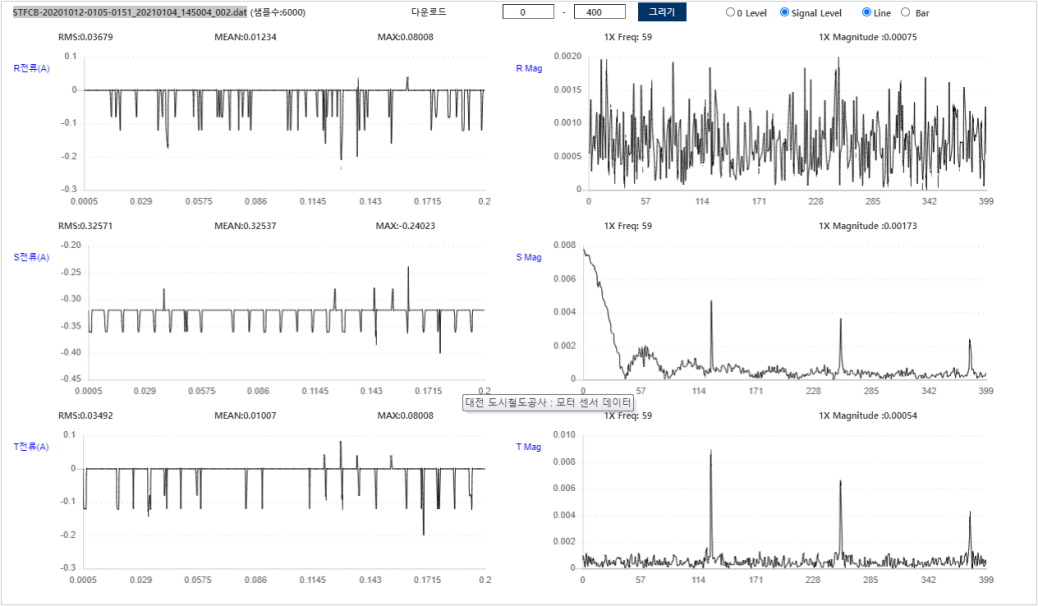 STFCB-20201012-0105-0151_20210104_145004_002.dat (샘플수:6000) 다운로드 0 - 400 그리기 0 Level Signal Level Line Bar
RMS:0.03679 MEAN:0.01234 MAX:0.08008 1X Freq: 59 1X Magnitude :0.00075
R전류(A)
0.1
0
-0.1
-0.2
-0.3
0.0005 0.029 0.0575 0.086 0.1145 0.143 0.1715 0.2
R Mag
0.0020
0.0015
0.0010
0.0005
0
0 57 114 171 228 285 342 399
RMS:0.32571 MEAN:0.32537 MAX:-0.24023 1X Freq: 59 1X Magnitude :0.00173
S전류(A)
-0.20
-0.25
-0.30
-0.35
-0.40
-0.45
0.0005 0.029 0.0575 0.086 0.1145 0.143 0.1715 0.2
S Mag
0.008
0.006
0.004
0.002
0
0 57 114 171 228 285 342 399
대전 도시철도공사 : 모터 센서 데이터
RMS:0.03492 MEAN:0.01007 MAX:0.08008 1X Freq: 59 1X Magnitude :0.00054
T전류(A)
0.1
0
-0.1
-0.2
-0.3
0.0005 0.029 0.0575 0.086 0.1145 0.143 0.1715 0.2
T Mag
0.010
0.008
0.006
0.004
0.002
0
0 57 114 171 228 285 342 399